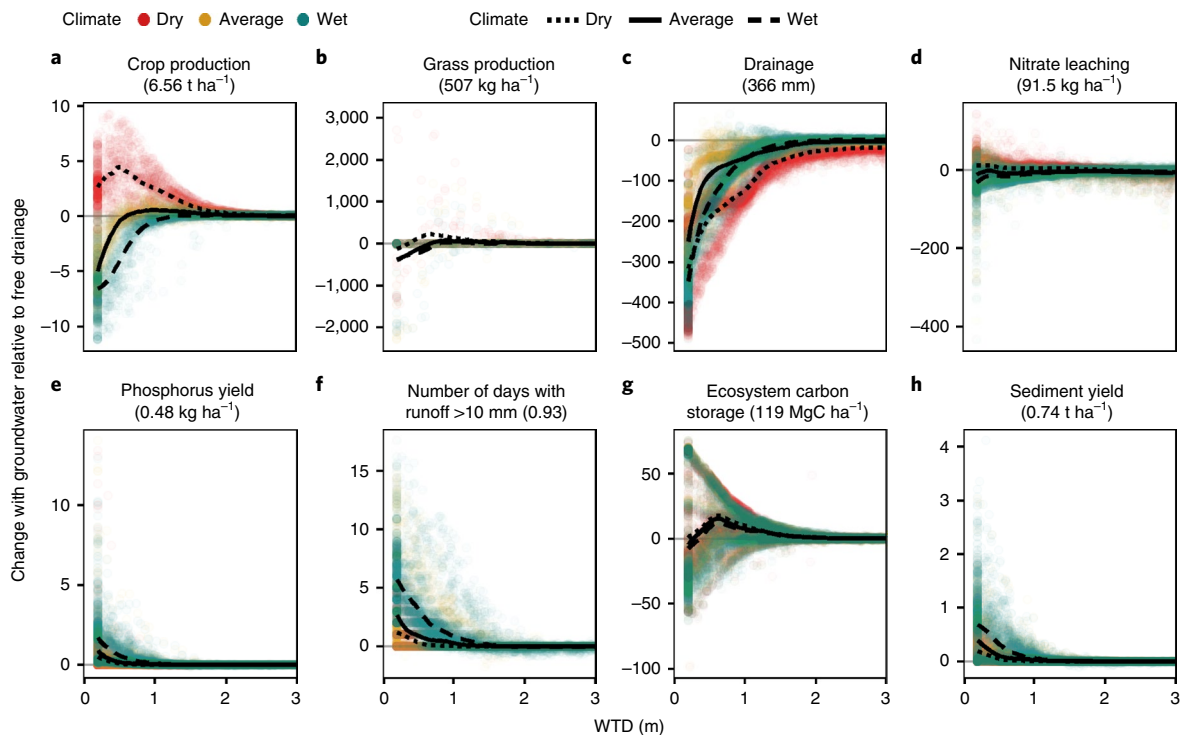 Climate Dry Average Wet Climate Dry Average Wet
a b c d
Crop production Grass production Drainage Nitrate leaching
(6.56 t ha⁻¹) (507 kg ha⁻¹) (366 mm) (91.5 kg ha⁻¹)
10 3,000 0 0
5 2,000 −100
0 1,000 −200 −200
−5 0 −300
−10 −1,000 −400 −400
−2,000 −500
Change with groundwater relative to free drainage
e f g h
Phosphorus yield Number of days with Ecosystem carbon Sediment yield
(0.48 kg ha⁻¹) runoff >10 mm (0.93) storage (119 MgC ha⁻¹) (0.74 t ha⁻¹)
10 15 50 4
5 10 0 3
0 5 −50 2
0 −100 1
0
0 1 2 3 0 1 2 3 0 1 2 3 0 1 2 3
WTD (m)